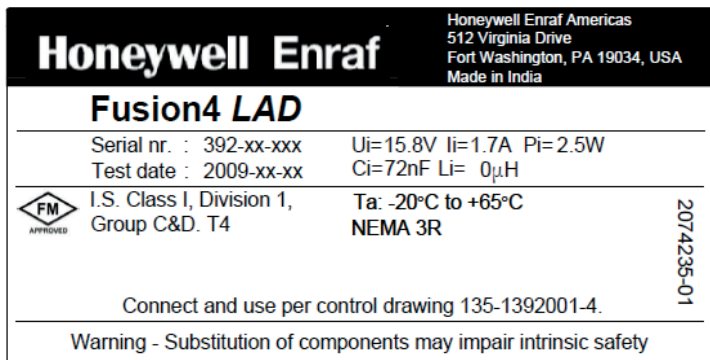 Honeywell Enraf
Honeywell Enraf Americas
512 Virginia Drive
Fort Washington, PA 19034, USA
Made in India
Fusion4 LAD
Serial nr. : 392-xx-xxx
Test date : 2009-xx-xx
Ui=15.8V Ii=1.7A Pi=2.5W
Ci=72nF Li= 0µH
FM
APPROVED
I.S. Class I, Division 1,
Group C&D. T4
Ta: -20°C to +65°C
NEMA 3R
2074235-01
Connect and use per control drawing 135-1392001-4.
Warning - Substitution of components may impair intrinsic safety